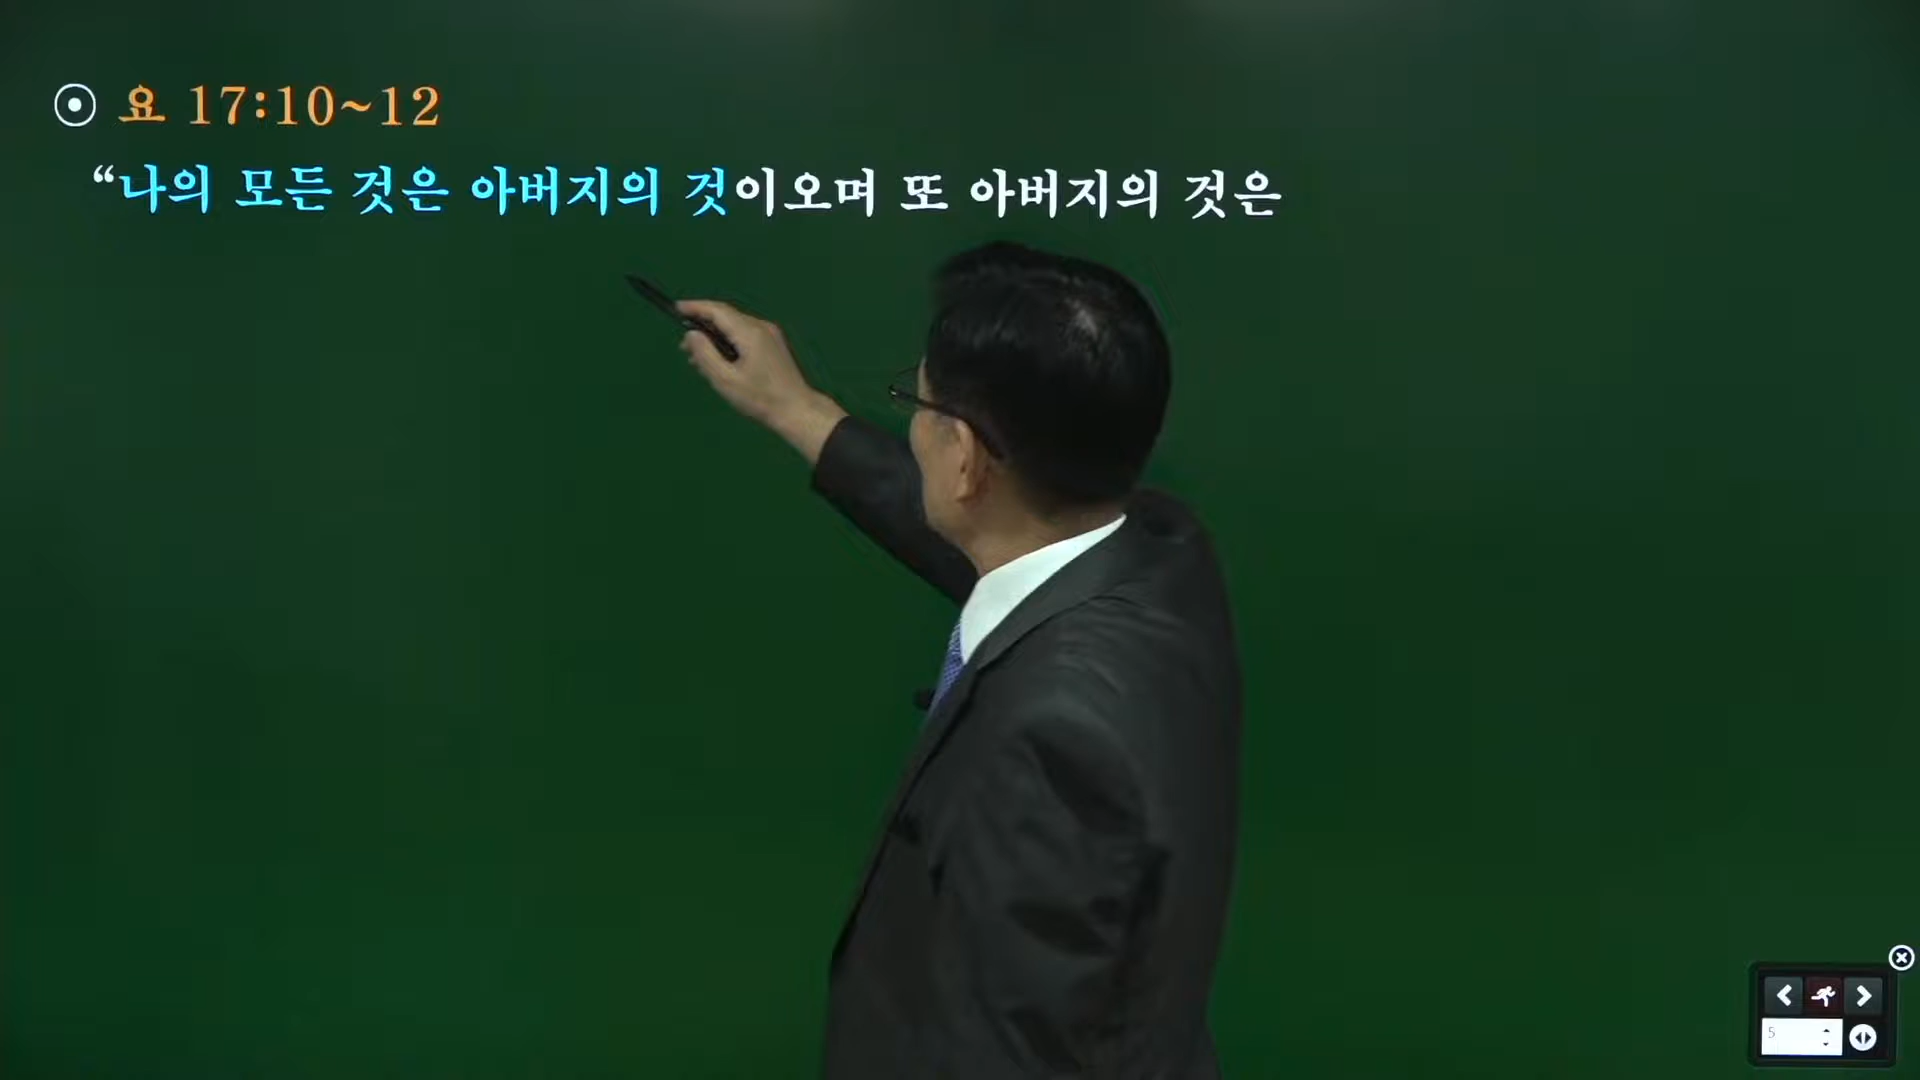 ⊙ 요 17:10~12
“나의 모든 것은 아버지의 것이오며 또 아버지의 것은
5